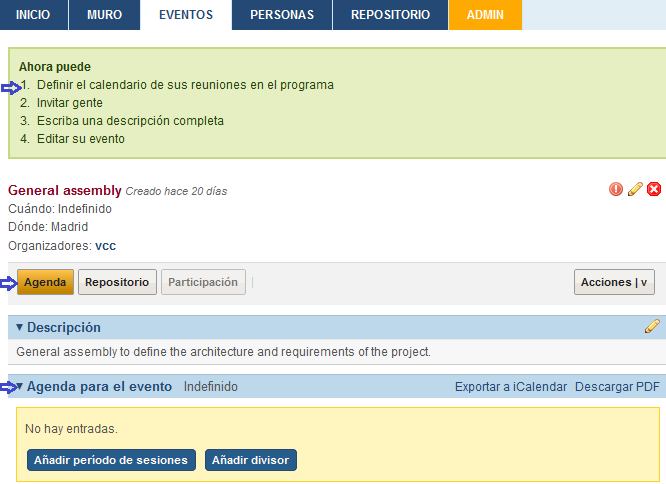 INICIO MURO EVENTOS PERSONAS REPOSITORIO ADMIN
Ahora puede
1. Definir el calendario de sus reuniones en el programa
2. Invitar gente
3. Escriba una descripción completa
4. Editar su evento
General assembly Creado hace 20 días
Cuándo: Indefinido
Dónde: Madrid
Organizadores: vcc
Agenda Repositorio Participación | Acciones | v
▼ Descripción
General assembly to define the architecture and requirements of the project.
▼ Agenda para el evento Indefinido Exportar a iCalendar Descargar PDF
No hay entradas.
Añadir período de sesiones Añadir divisor